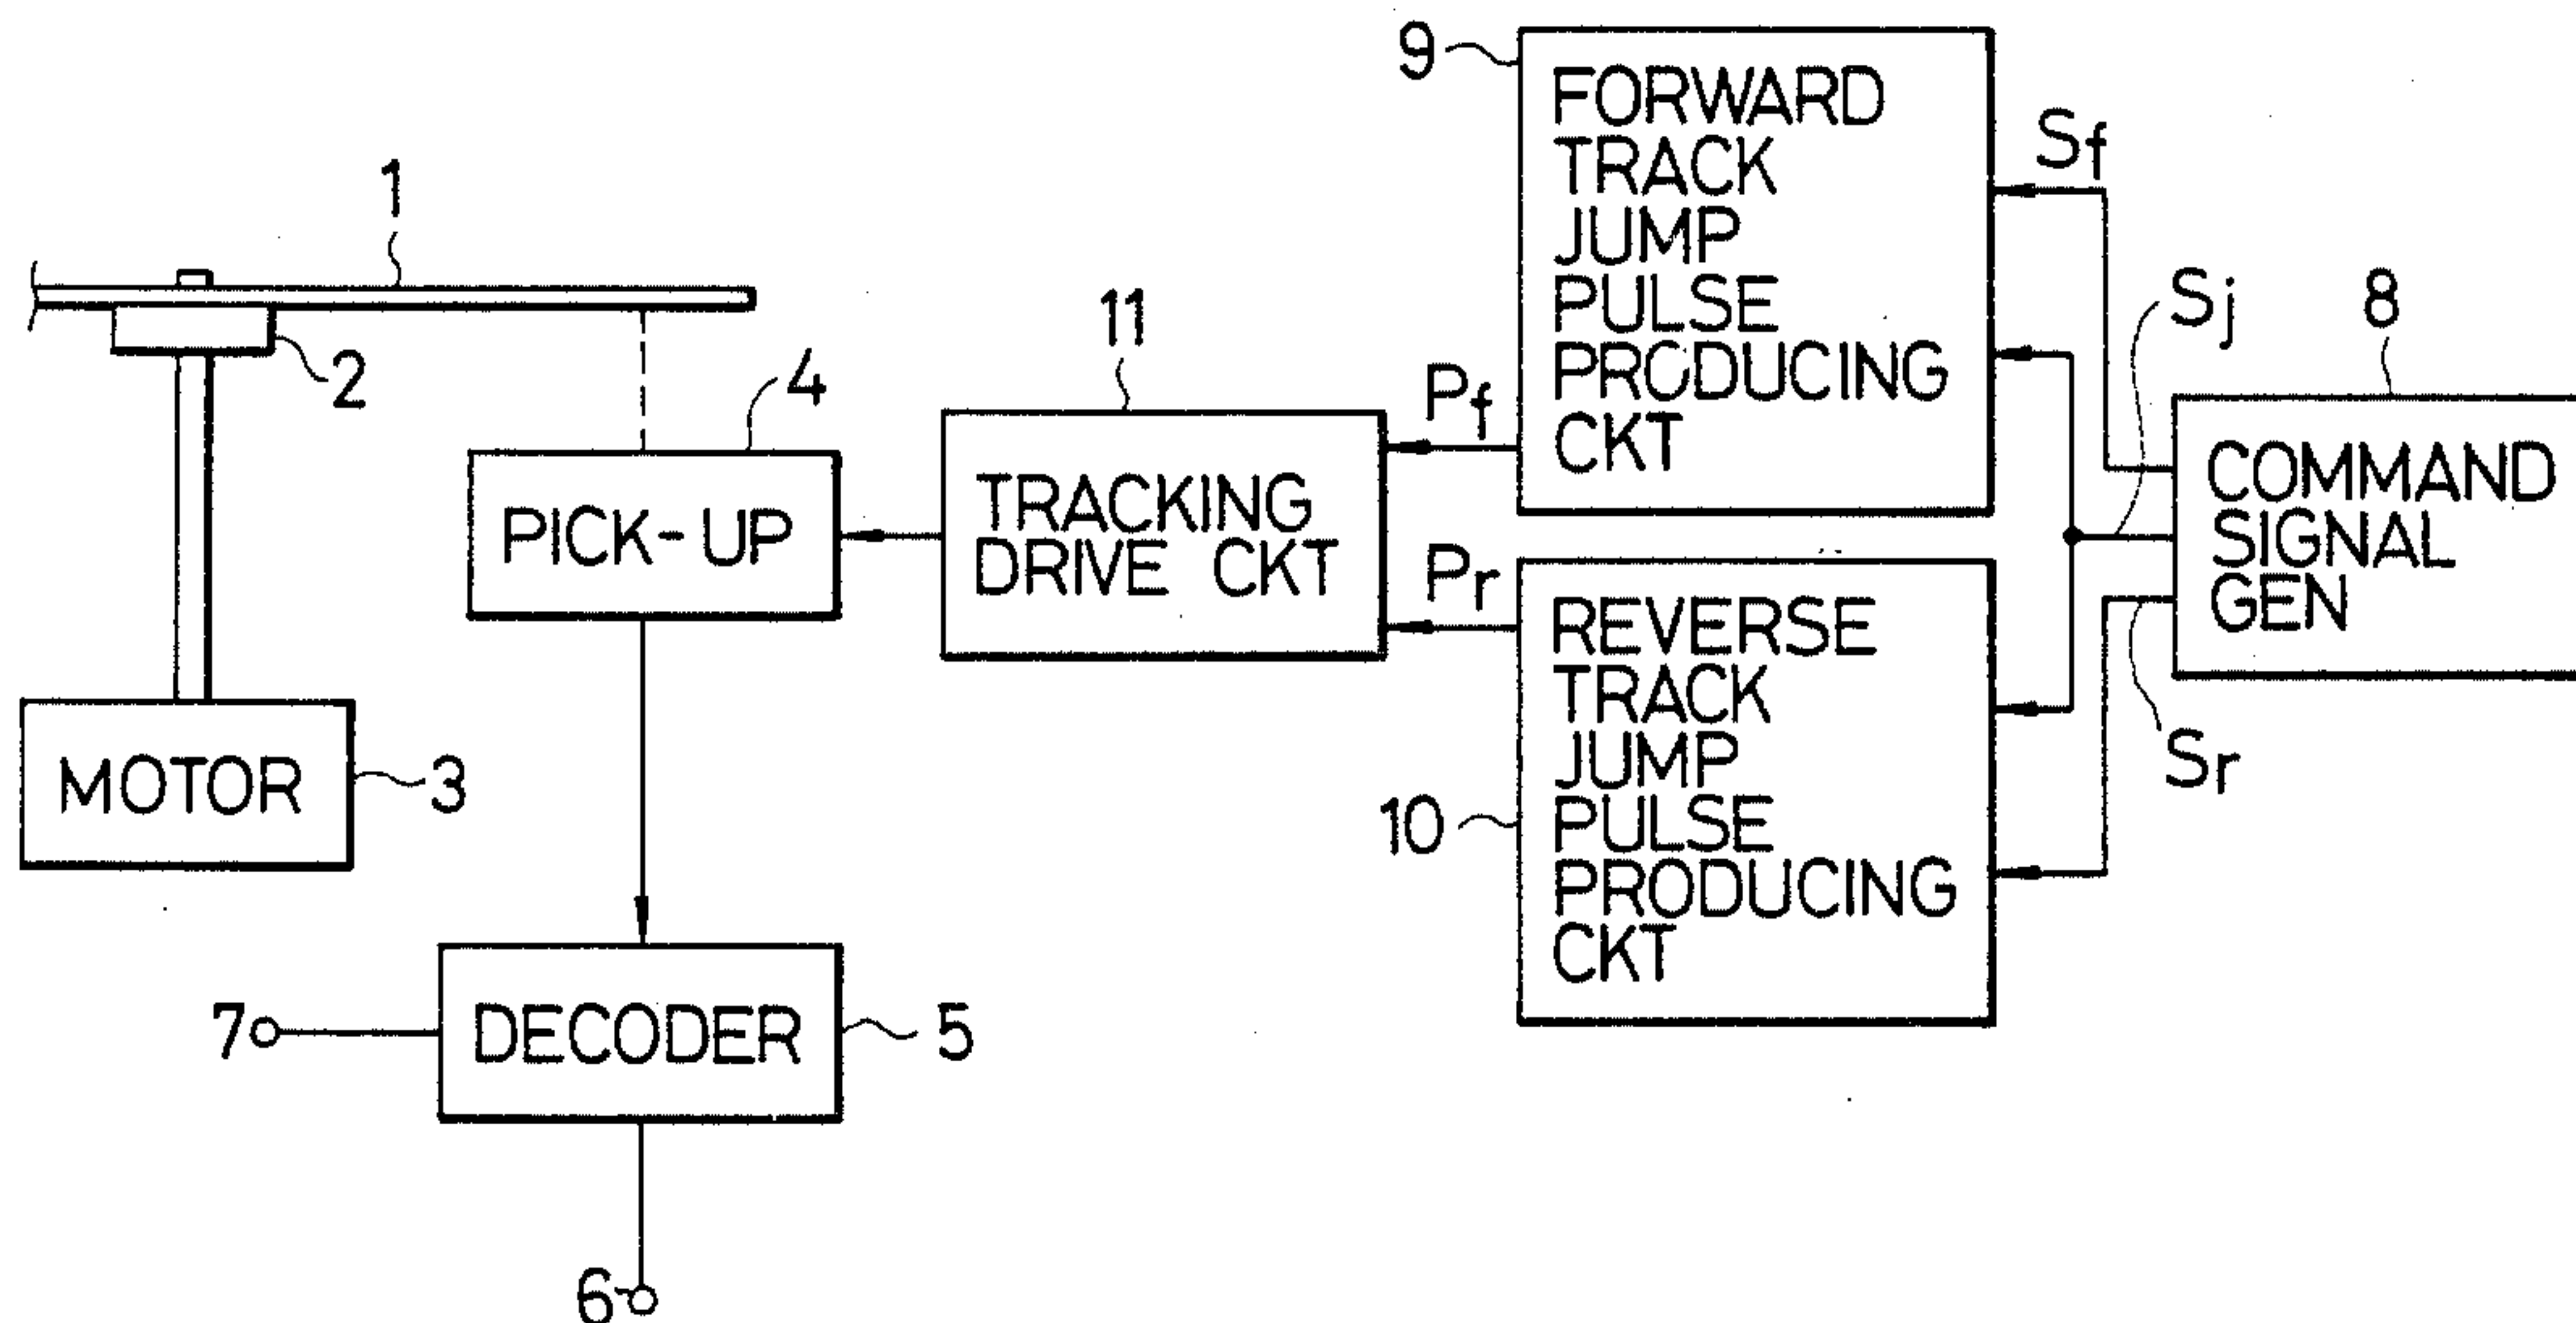 1
2
MOTOR
3
4
PICK-UP
DECODER
5
7
6
11
TRACKING
DRIVE CKT
Pf
Pr
9
FORWARD
TRACK
JUMP
PULSE
PRODUCING
CKT
10
REVERSE
TRACK
JUMP
PULSE
PRODUCING
CKT
Sf
Sj
Sr
8
COMMAND
SIGNAL
GEN